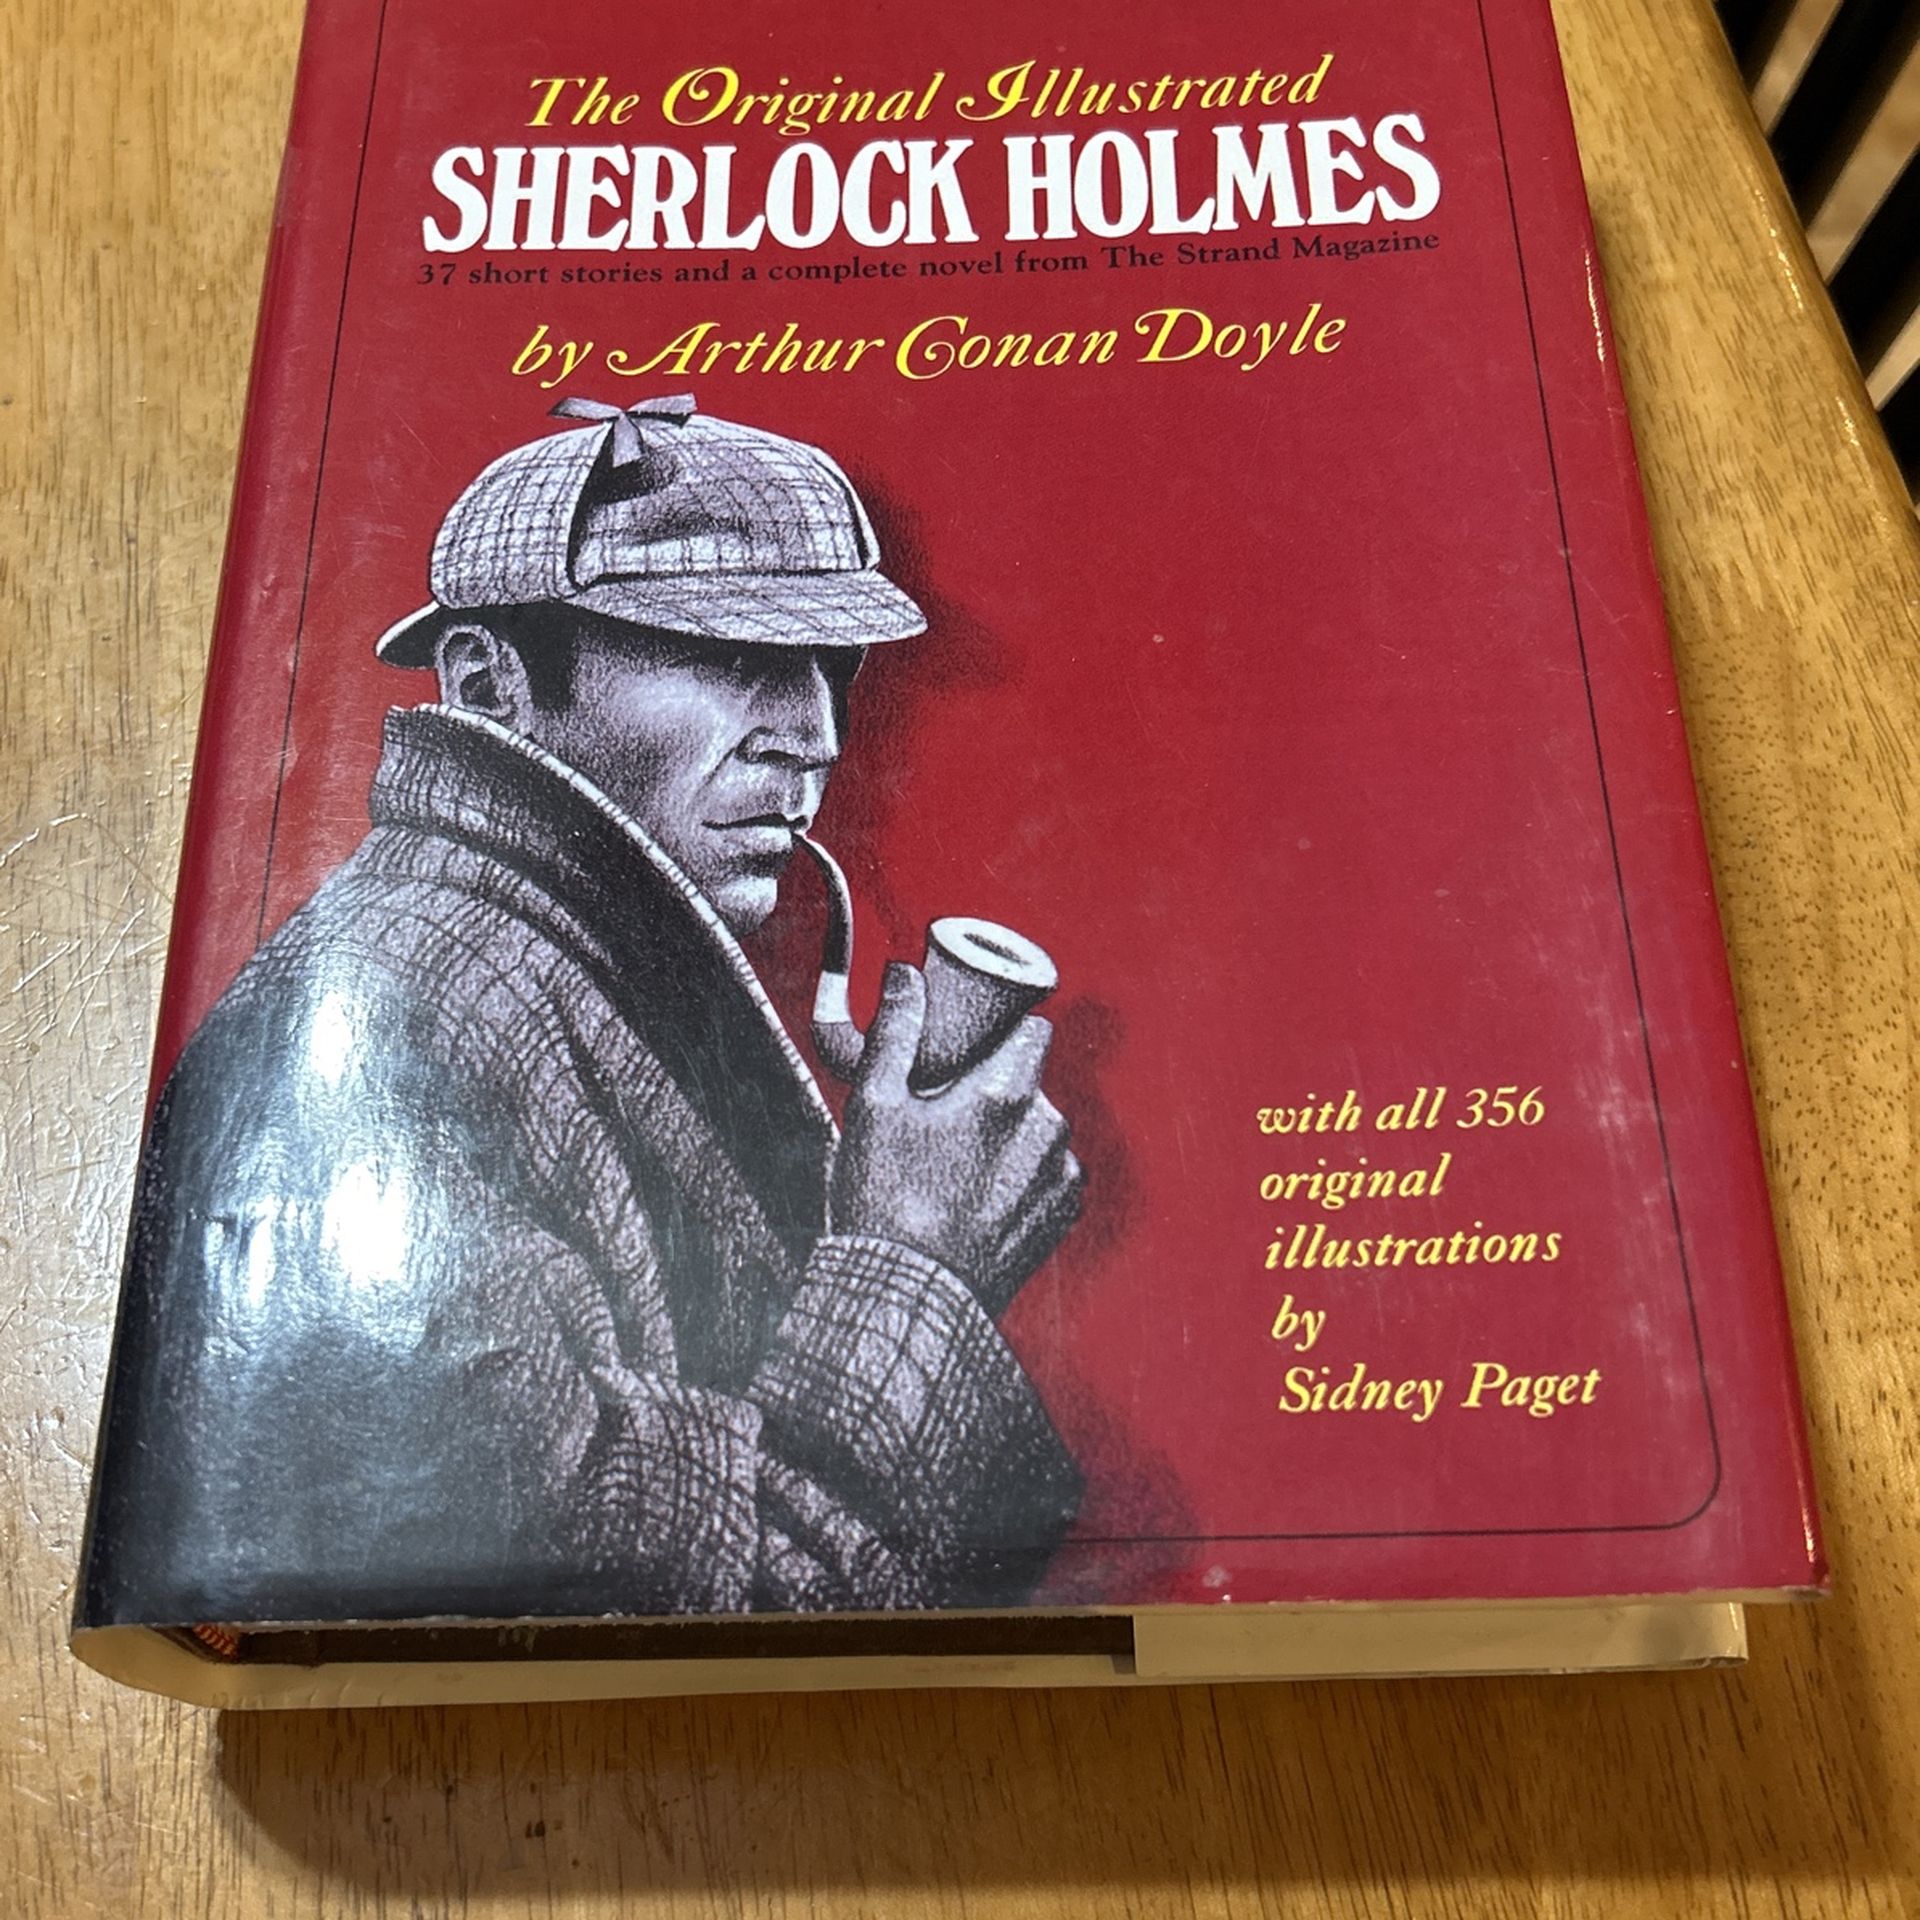 The Original Illustrated
SHERLOCK HOLMES
37 short stories and a complete novel from The Strand Magazine
by Arthur Conan Doyle
with all 356
original
illustrations
by
Sidney Paget